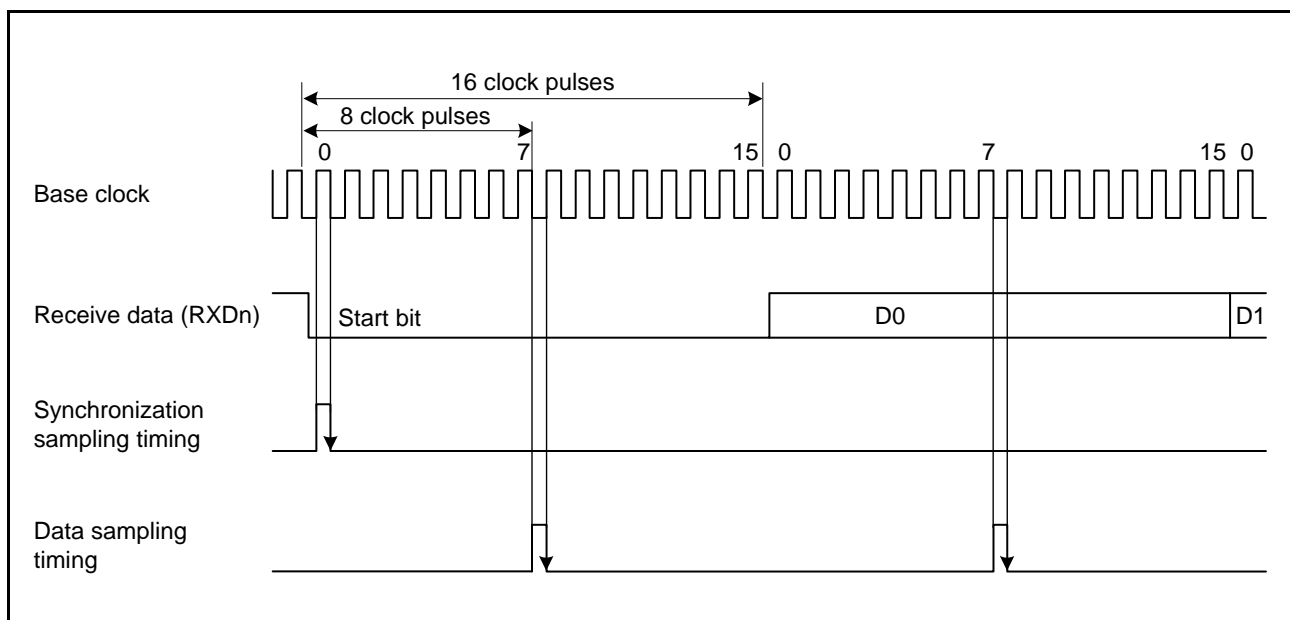 16 clock pulses
8 clock pulses
0 7 15 0 7 15 0
Base clock
Receive data (RXDn)
Start bit
D0
D1
Synchronization
sampling timing
Data sampling
timing